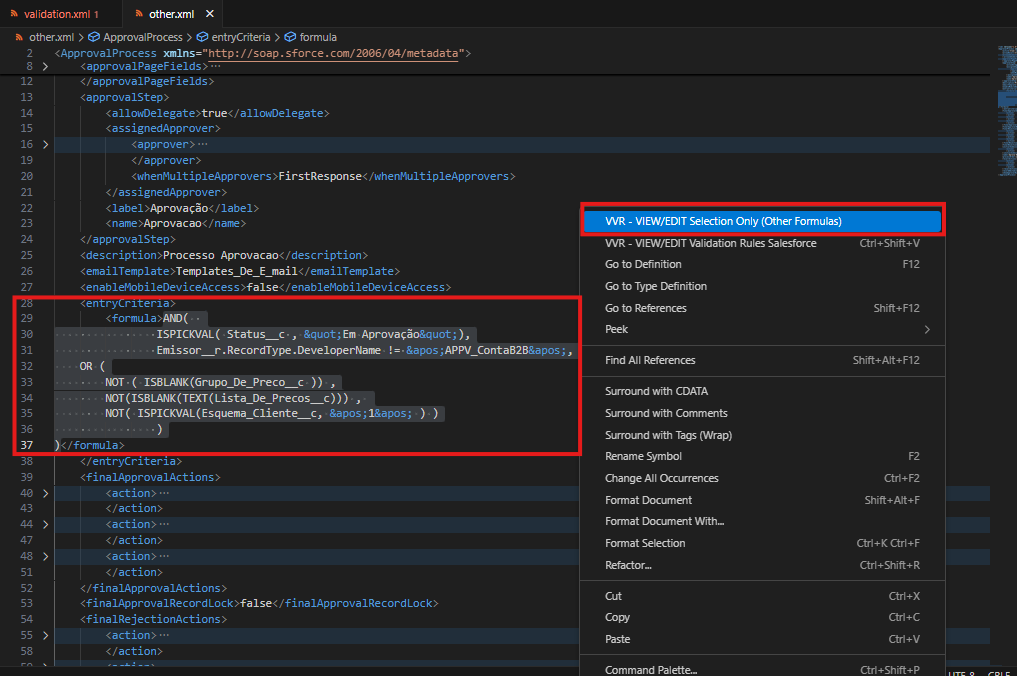 validation.xml 1
other.xml ×
other.xml > ApprovalProcess > entryCriteria > formula
2 <ApprovalProcess xmlns="http://soap.sforce.com/2006/04/metadata">
8 > <approvalPageFields>···
12 </approvalPageFields>
13 <approvalStep>
14 <allowDelegate>true</allowDelegate>
15 <assignedApprover>
16 > <approver>···
19 </approver>
20 <whenMultipleApprovers>FirstResponse</whenMultipleApprovers>
21 </assignedApprover>
22 <label>Aprovação</label>
23 <name>Aprovacao</name>
24 </approvalStep>
25 <description>Processo Aprovacao</description>
26 <emailTemplate>Templates_De_E_mail</emailTemplate>
27 <enableMobileDeviceAccess>false</enableMobileDeviceAccess>
28 <entryCriteria>
29 <formula>AND(
30 ISPICKVAL( Status__c , &quot;Em Aprovação&quot;),
31 Emissor__r.RecordType.DeveloperName != &apos;APPV_ContaB2B&apos;,
32 OR (
33 NOT ( ISBLANK(Grupo_De_Preco__c )) ,
34 NOT(ISBLANK(TEXT(Lista_De_Precos__c))) ,
35 NOT( ISPICKVAL(Esquema_Cliente__c, &apos;1&apos; ) )
36 )
37 )</formula>
38 </entryCriteria>
39 <finalApprovalActions>
40 > <action>···
43 </action>
44 > <action>···
47 </action>
48 > <action>···
51 </action>
52 </finalApprovalActions>
53 <finalApprovalRecordLock>false</finalApprovalRecordLock>
54 <finalRejectionActions>
55 > <action>···
58 </action>
VVR - VIEW/EDIT Selection Only (Other Formulas)
VVR - VIEW/EDIT Validation Rules Salesforce Ctrl+Shift+V
Go to Definition F12
Go to Type Definition
Go to References Shift+F12
Peek >
Find All References Shift+Alt+F12
Surround with CDATA
Surround with Comments
Surround with Tags (Wrap)
Rename Symbol F2
Change All Occurrences Ctrl+F2
Format Document Shift+Alt+F
Format Document With...
Format Selection Ctrl+K Ctrl+F
Refactor... Ctrl+Shift+R
Cut Ctrl+X
Copy Ctrl+C
Paste Ctrl+V
Command Palette... Ctrl+Shift+P